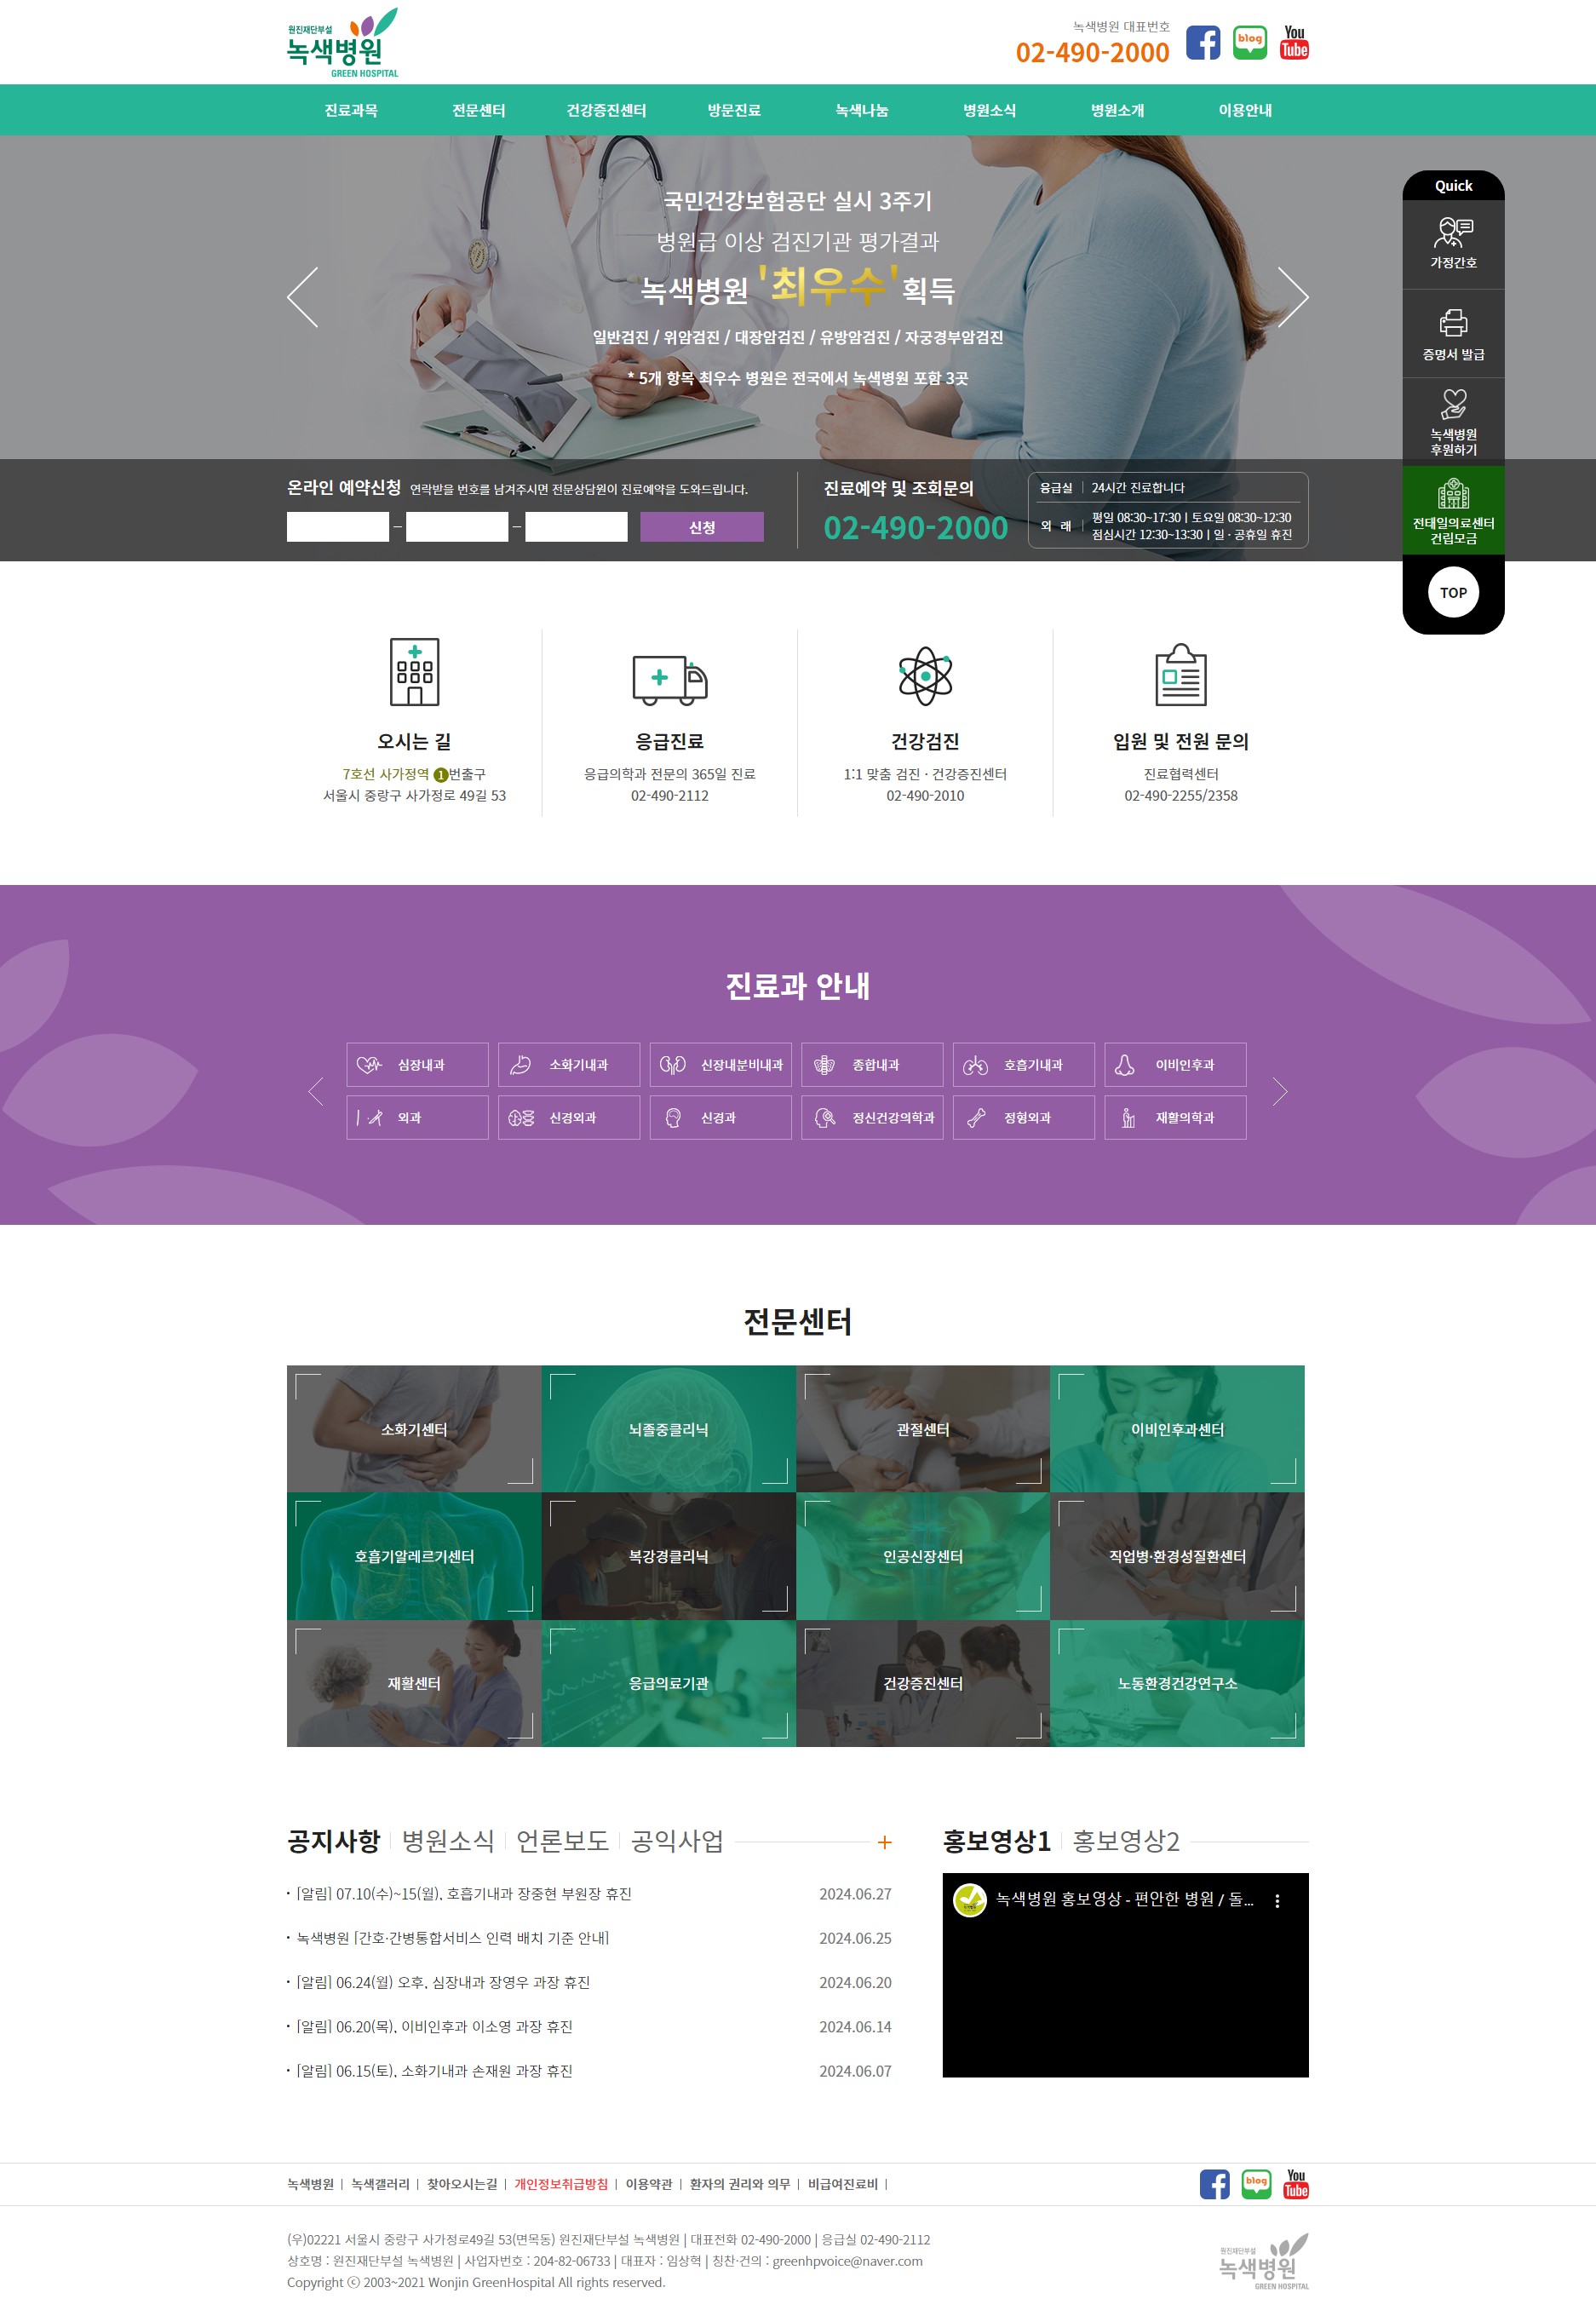 원진재단부설
녹색병원
GREEN HOSPITAL
녹색병원 대표번호
02-490-2000
blog
You
Tube
진료과목 전문센터 건강증진센터 방문진료 녹색나눔 병원소식 병원소개 이용안내
국민건강보험공단 실시 3주기
병원급 이상 검진기관 평가결과
녹색병원 '최우수' 획득
일반검진 / 위암검진 / 대장암검진 / 유방암검진 / 자궁경부암검진
* 5개 항목 최우수 병원은 전국에서 녹색병원 포함 3곳
Quick
가정간호
증명서 발급
녹색병원
후원하기
전태일의료센터
건립모금
TOP
온라인 예약신청 연락받을 번호를 남겨주시면 전문상담원이 진료예약을 도와드립니다.
신청
진료예약 및 조회문의
02-490-2000
응급실 | 24시간 진료합니다
외 래 | 평일 08:30~17:30 | 토요일 08:30~12:30
점심시간 12:30~13:30 | 일 · 공휴일 휴진
오시는 길
7호선 사가정역 1번출구
서울시 중랑구 사가정로 49길 53
응급진료
응급의학과 전문의 365일 진료
02-490-2112
건강검진
1:1 맞춤 검진 · 건강증진센터
02-490-2010
입원 및 전원 문의
진료협력센터
02-490-2255/2358
진료과 안내
심장내과 소화기내과 신장내분비내과 종합내과 호흡기내과 이비인후과
외과 신경외과 신경과 정신건강의학과 정형외과 재활의학과
전문센터
소화기센터 뇌졸중클리닉 관절센터 이비인후과센터
호흡기알레르기센터 복강경클리닉 인공신장센터 직업병·환경성질환센터
재활센터 응급의료기관 건강증진센터 노동환경건강연구소
공지사항 병원소식 언론보도 공익사업 +
· [알림] 07.10(수)~15(월), 호흡기내과 장중현 부원장 휴진 2024.06.27
· 녹색병원 [간호·간병통합서비스 인력 배치 기준 안내] 2024.06.25
· [알림] 06.24(월) 오후, 심장내과 장영우 과장 휴진 2024.06.20
· [알림] 06.20(목), 이비인후과 이소영 과장 휴진 2024.06.14
· [알림] 06.15(토), 소화기내과 손재원 과장 휴진 2024.06.07
홍보영상1 홍보영상2
녹색병원 홍보영상 - 편안한 병원 / 돌...
녹색병원 | 녹색갤러리 | 찾아오시는길 | 개인정보취급방침 | 이용약관 | 환자의 권리와 의무 | 비급여진료비 |
blog
You
Tube
(우)02221 서울시 중랑구 사가정로49길 53(면목동) 원진재단부설 녹색병원 | 대표전화 02-490-2000 | 응급실 02-490-2112
상호명 : 원진재단부설 녹색병원 | 사업자번호 : 204-82-06733 | 대표자 : 임상혁 | 칭찬·건의 : greenhpvoice@naver.com
Copyright ⓒ 2003~2021 Wonjin GreenHospital All rights reserved.
원진재단부설
녹색병원
GREEN HOSPITAL